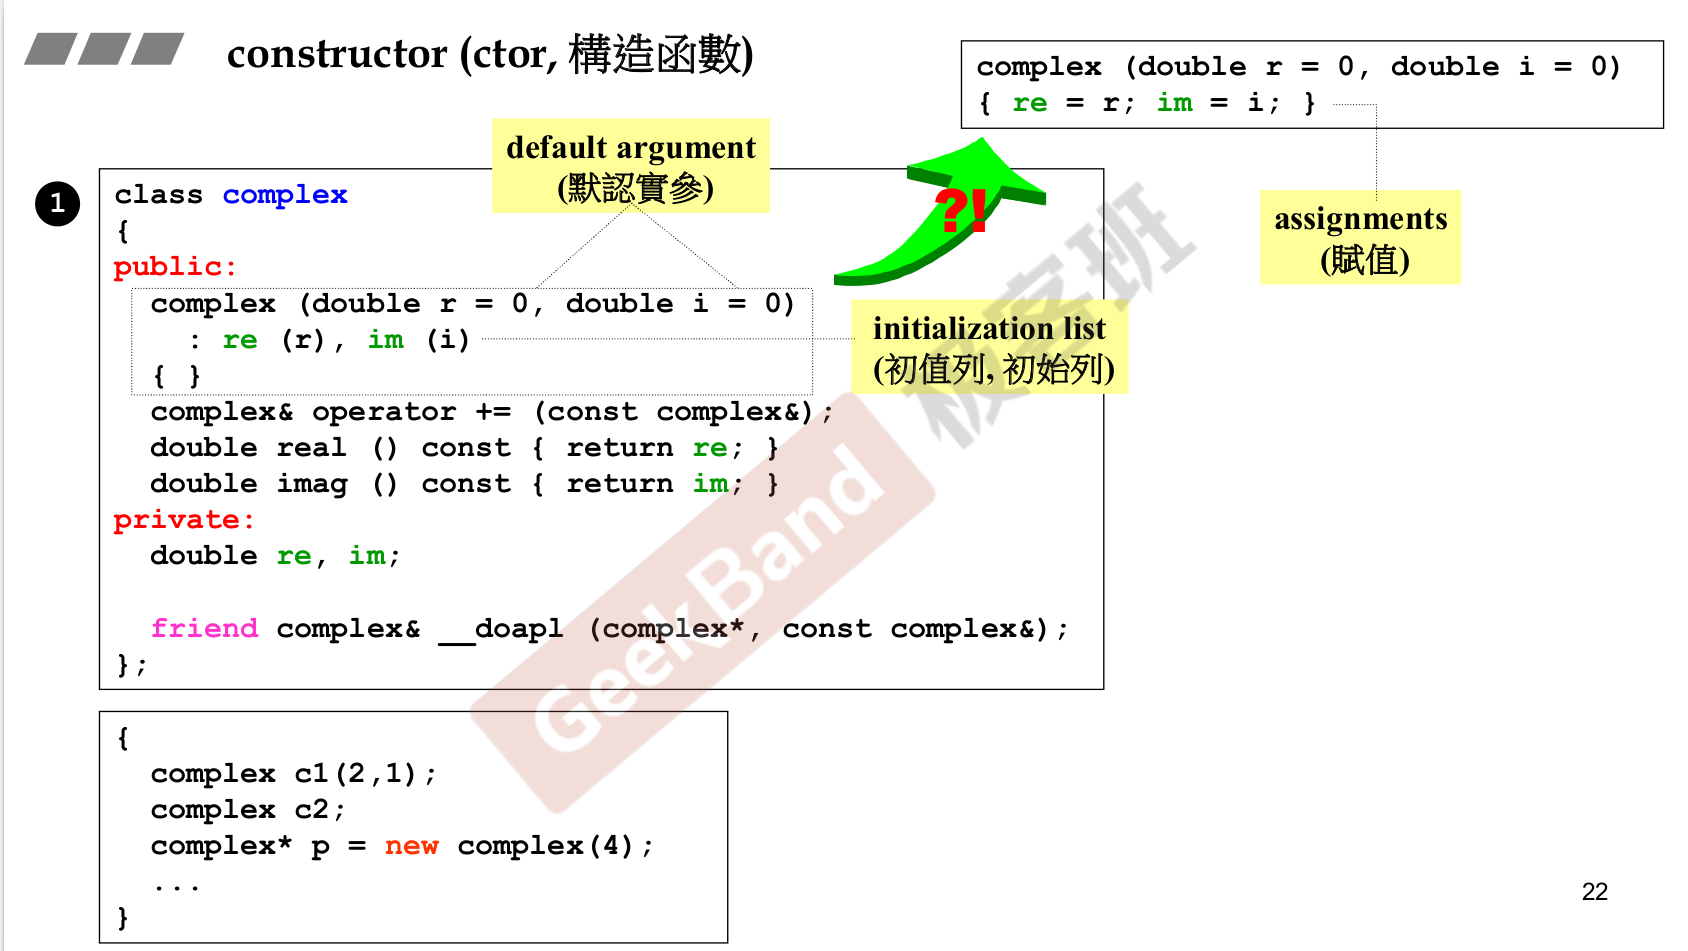 constructor (ctor, 構造函數)
complex (double r = 0, double i = 0)
{ re = r; im = i; }
assignments
(賦值)
default argument
(默認實參)
?!
initialization list
(初值列, 初始列)
1
class complex
{
public:
complex (double r = 0, double i = 0)
: re (r), im (i)
{ }
complex& operator += (const complex&);
double real () const { return re; }
double imag () const { return im; }
private:
double re, im;
friend complex& __doapl (complex*, const complex&);
};
{
complex c1(2,1);
complex c2;
complex* p = new complex(4);
...
}
GeekBand 极客班
22